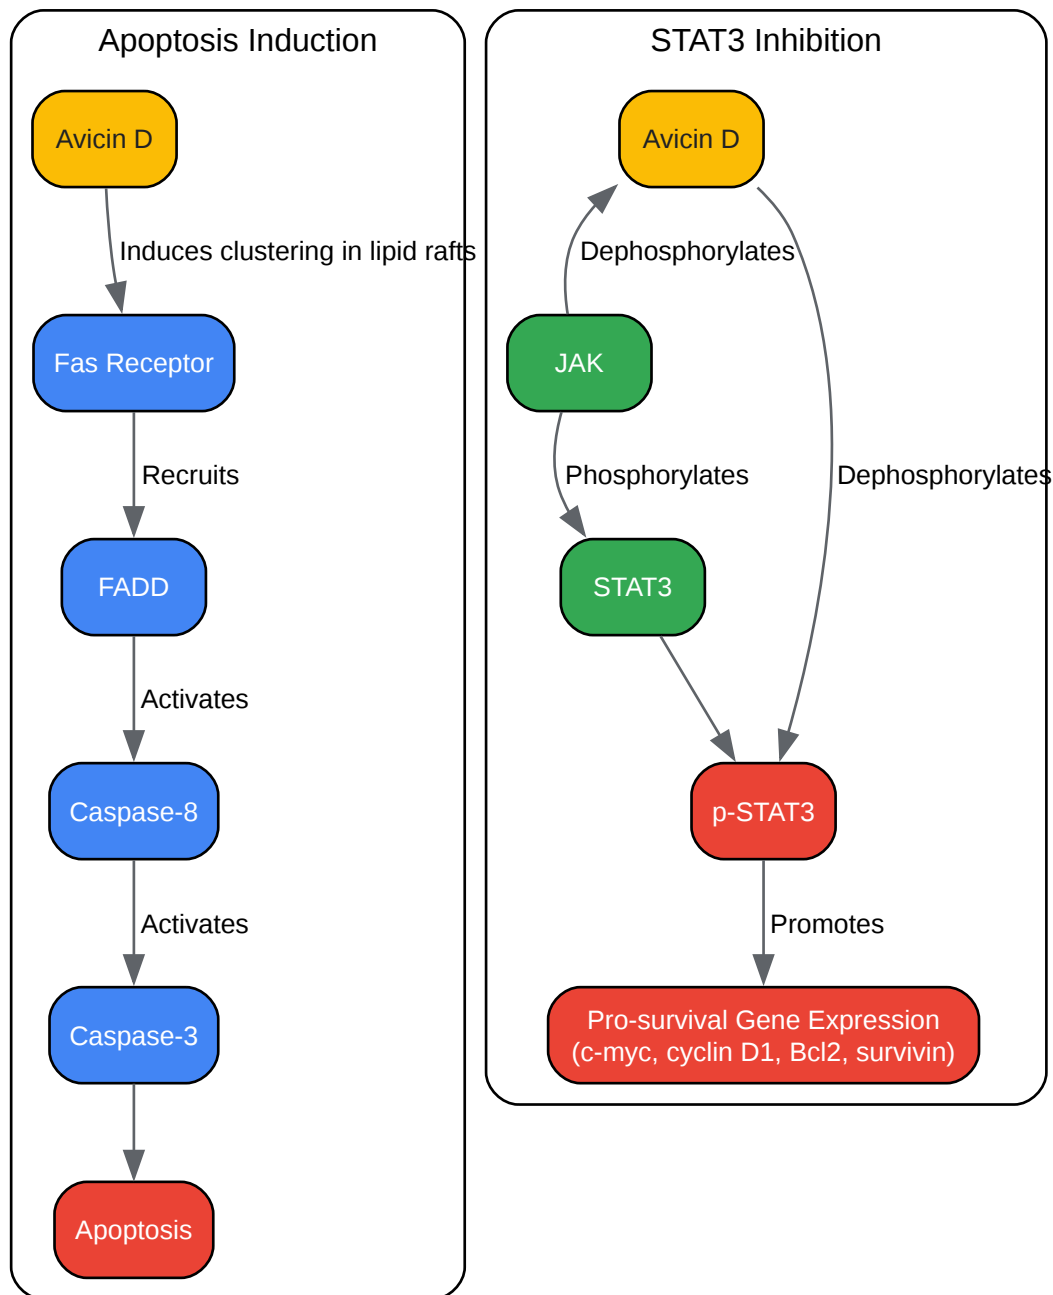 Apoptosis Induction
Avicin D
Induces clustering in lipid rafts
Fas Receptor
Recruits
FADD
Activates
Caspase-8
Activates
Caspase-3
Apoptosis
STAT3 Inhibition
Avicin D
Dephosphorylates
JAK
Phosphorylates
Dephosphorylates
STAT3
p-STAT3
Promotes
Pro-survival Gene Expression
(c-myc, cyclin D1, Bcl2, survivin)